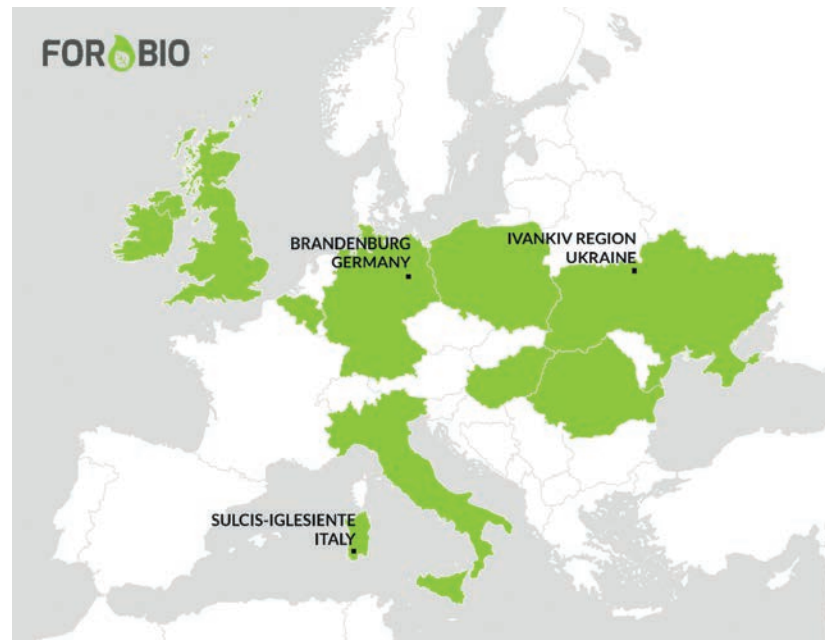 FORBIO
BRANDENBURG
GERMANY
IVANKIV REGION
UKRAINE
SULCIS-IGLESIENTE
ITALY